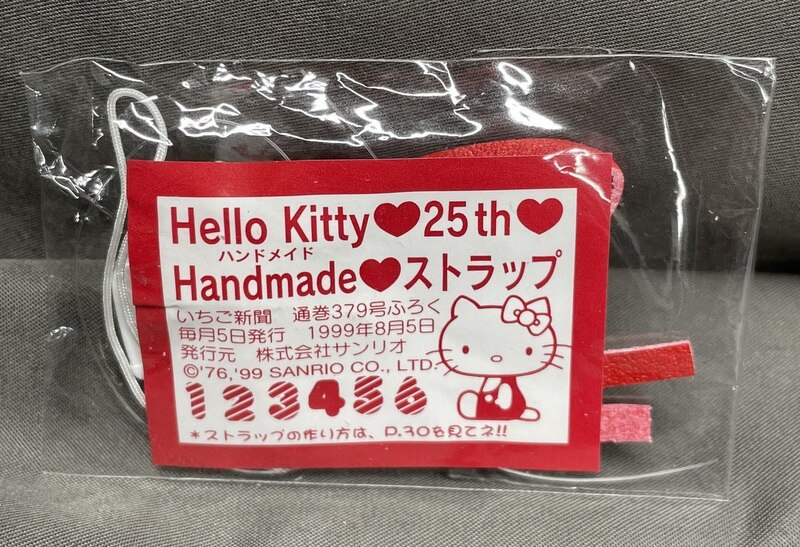 Hello Kitty♥25th♥
ハンドメイド
Handmade♥ストラップ
いちご新聞 通巻379号ふろく
毎月5日発行 1999年8月5日
発行元 株式会社サンリオ
©'76,'99 SANRIO CO., LTD.
123456
*ストラップの作り方は、P.30を見てネ!!